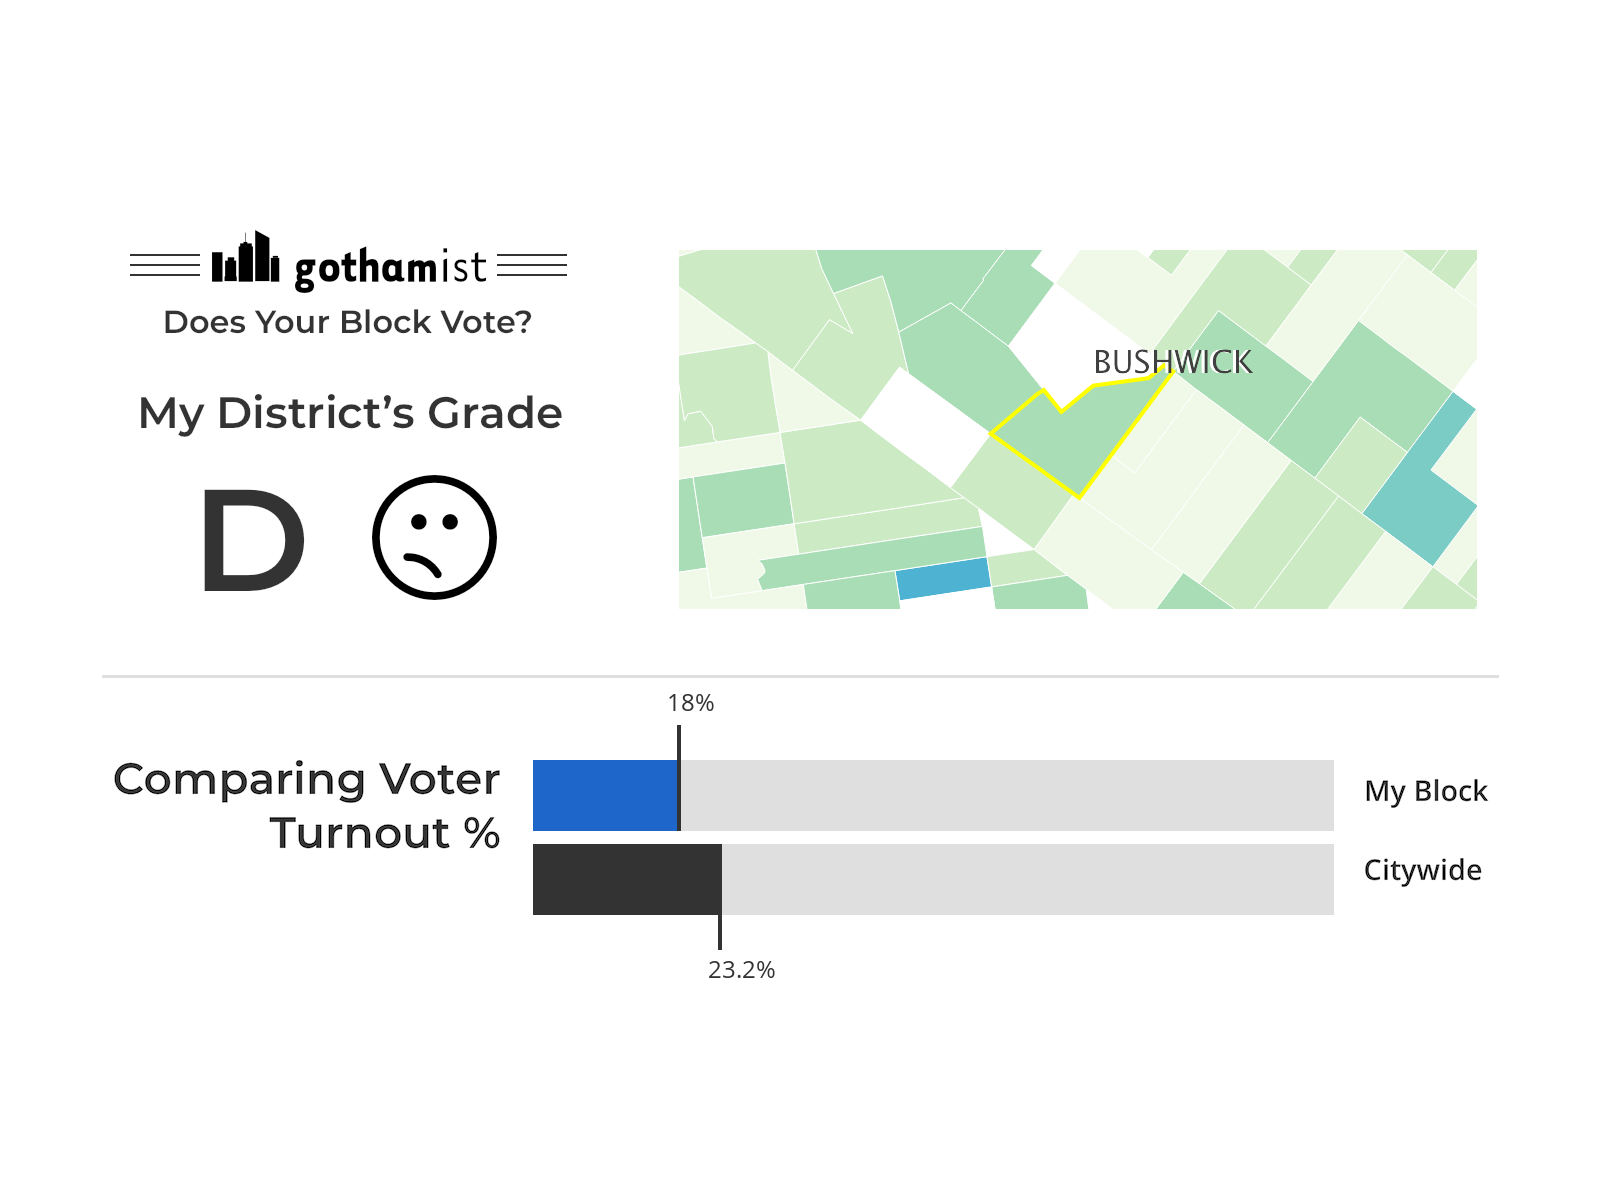 gothamist
Does Your Block Vote?
My District’s Grade
D
BUSHWICK
18%
Comparing Voter
Turnout %
My Block
Citywide
23.2%